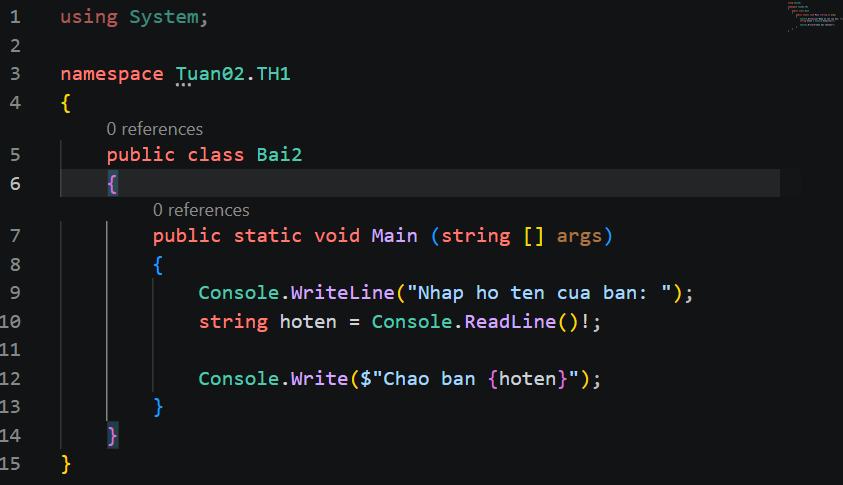 1 using System;
2
3 namespace Tuan02.TH1
4 {
0 references
5 public class Bai2
6 {
0 references
7 public static void Main (string [] args)
8 {
9 Console.WriteLine("Nhap ho ten cua ban: ");
10 string hoten = Console.ReadLine()!;
11
12 Console.Write($"Chao ban {hoten}");
13 }
14 }
15 }